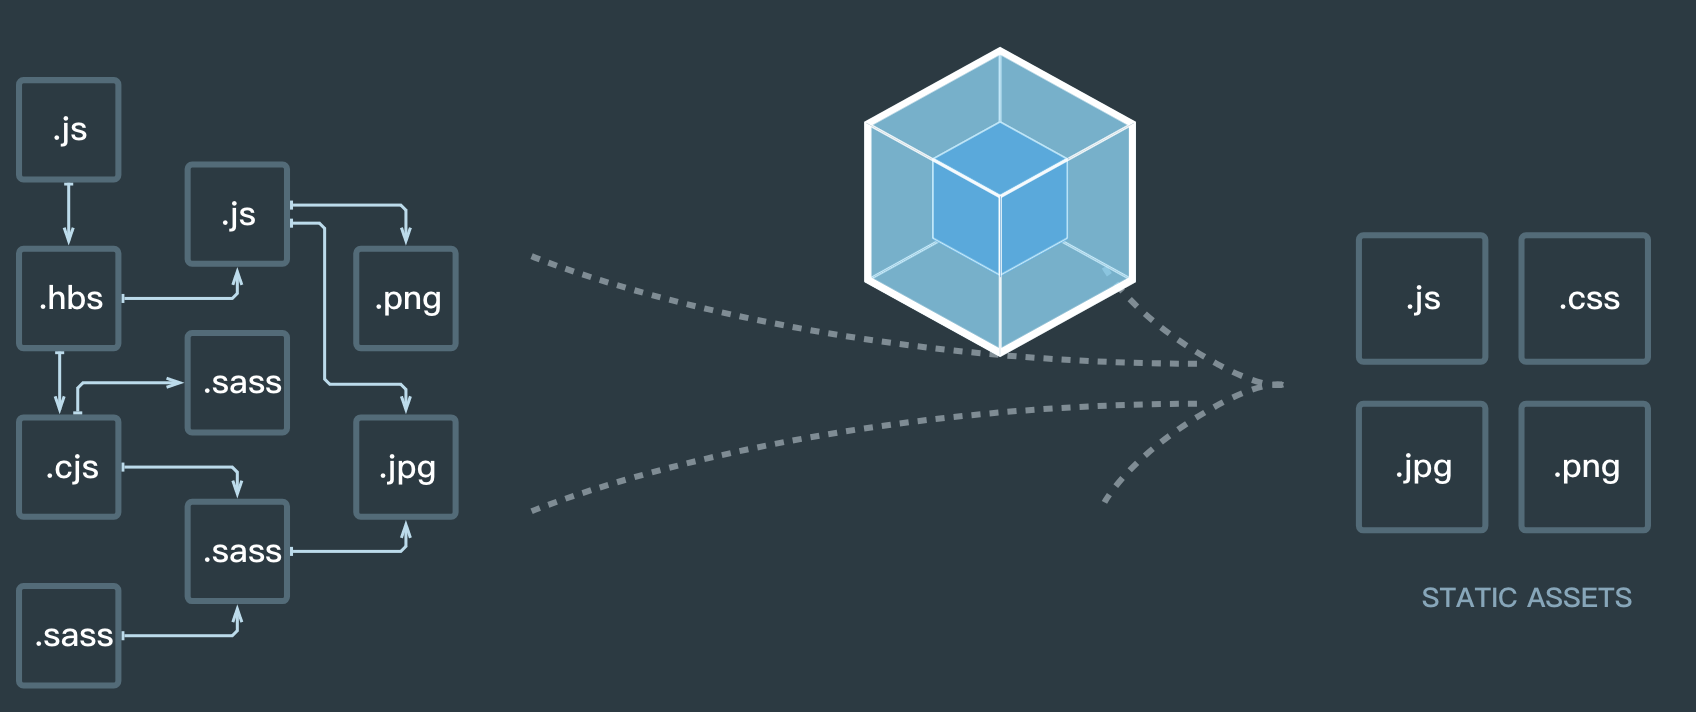 .js
.js
.hbs
.png
.js
.css
.sass
.cjs
.jpg
.jpg
.png
.sass
STATIC ASSETS
.sass